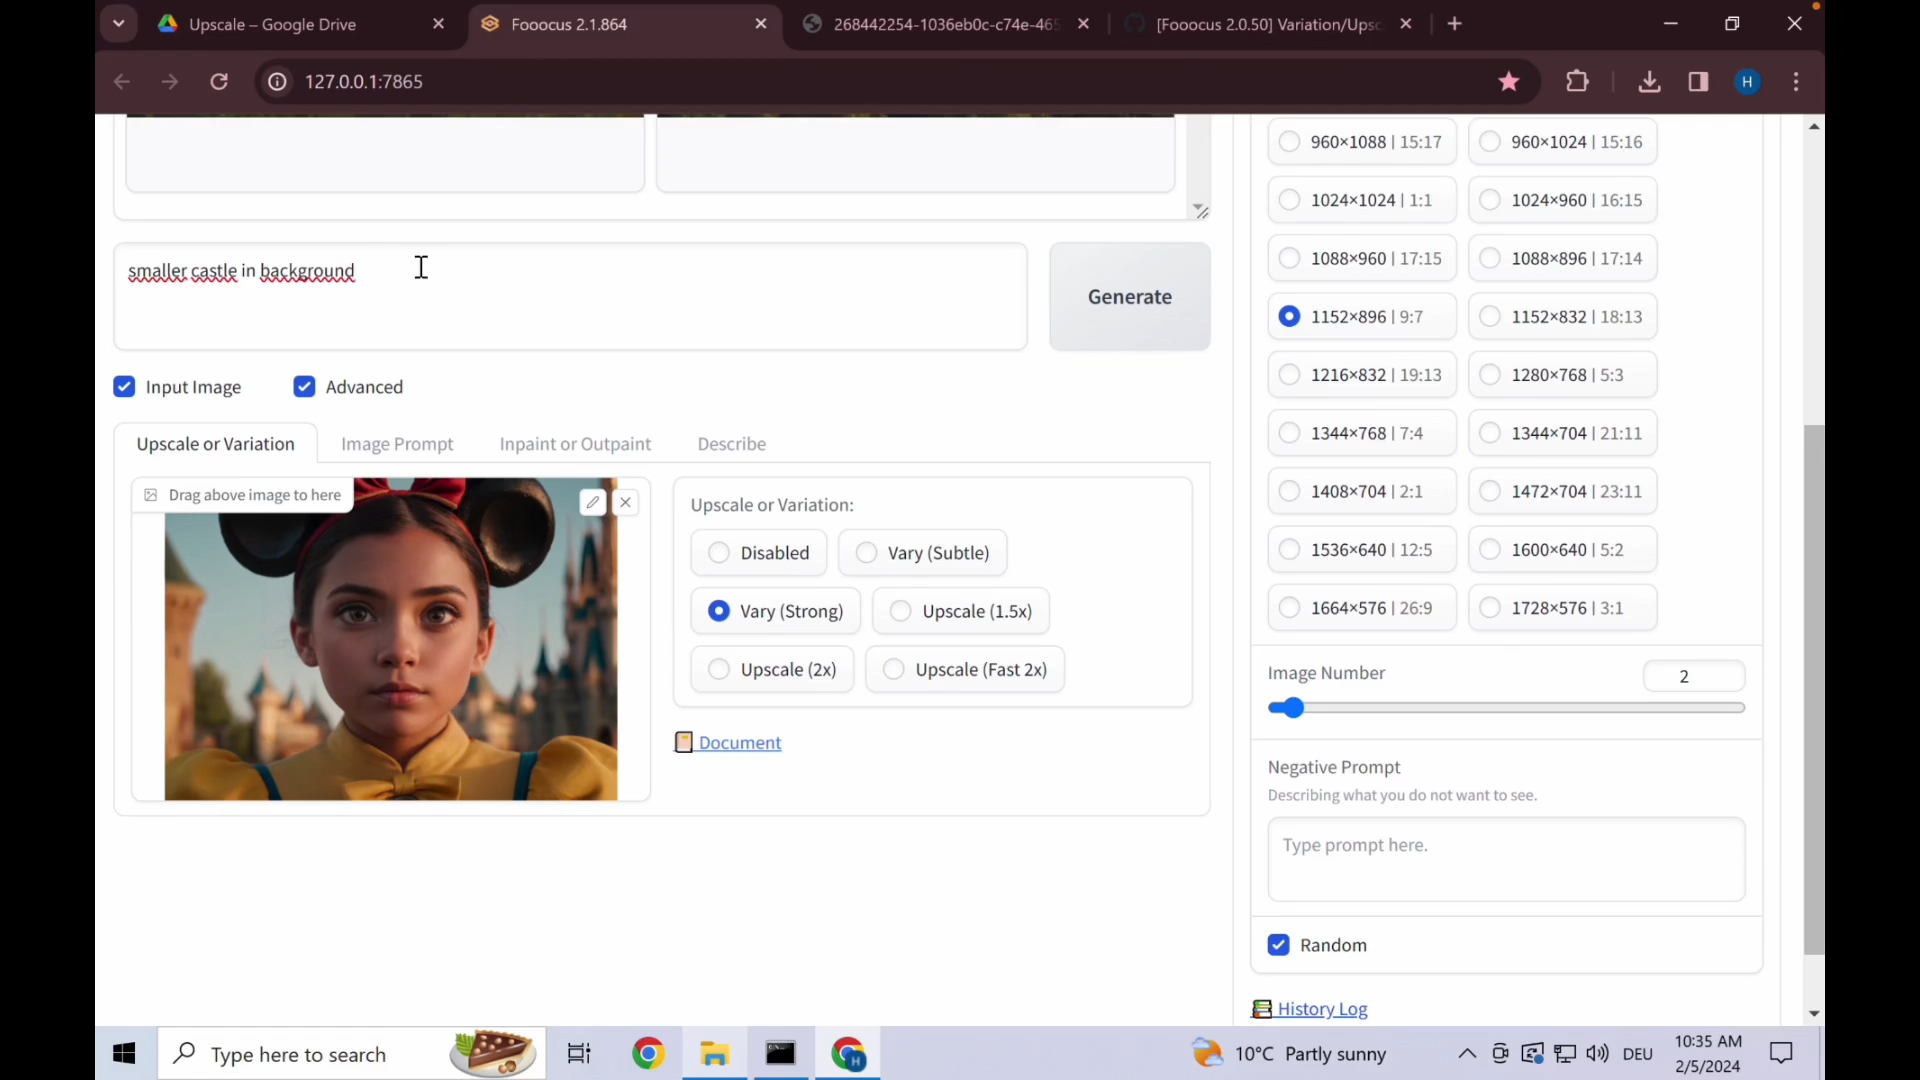 Upscale – Google Drive
Fooocus 2.1.864
268442254-1036eb0c-c74e-465
[Fooocus 2.0.50] Variation/Upsc
127.0.0.1:7865
H
960×1088 | 15:17
960×1024 | 15:16
1024×1024 | 1:1
1024×960 | 16:15
1088×960 | 17:15
1088×896 | 17:14
1152×896 | 9:7
1152×832 | 18:13
1216×832 | 19:13
1280×768 | 5:3
1344×768 | 7:4
1344×704 | 21:11
1408×704 | 2:1
1472×704 | 23:11
1536×640 | 12:5
1600×640 | 5:2
1664×576 | 26:9
1728×576 | 3:1
smaller castle in background
Generate
Input Image
Advanced
Upscale or Variation
Image Prompt
Inpaint or Outpaint
Describe
Drag above image to here
Upscale or Variation:
Disabled
Vary (Subtle)
Vary (Strong)
Upscale (1.5x)
Upscale (2x)
Upscale (Fast 2x)
Document
Image Number
2
Negative Prompt
Describing what you do not want to see.
Type prompt here.
Random
History Log
Type here to search
H
10°C Partly sunny
DEU
10:35 AM
2/5/2024